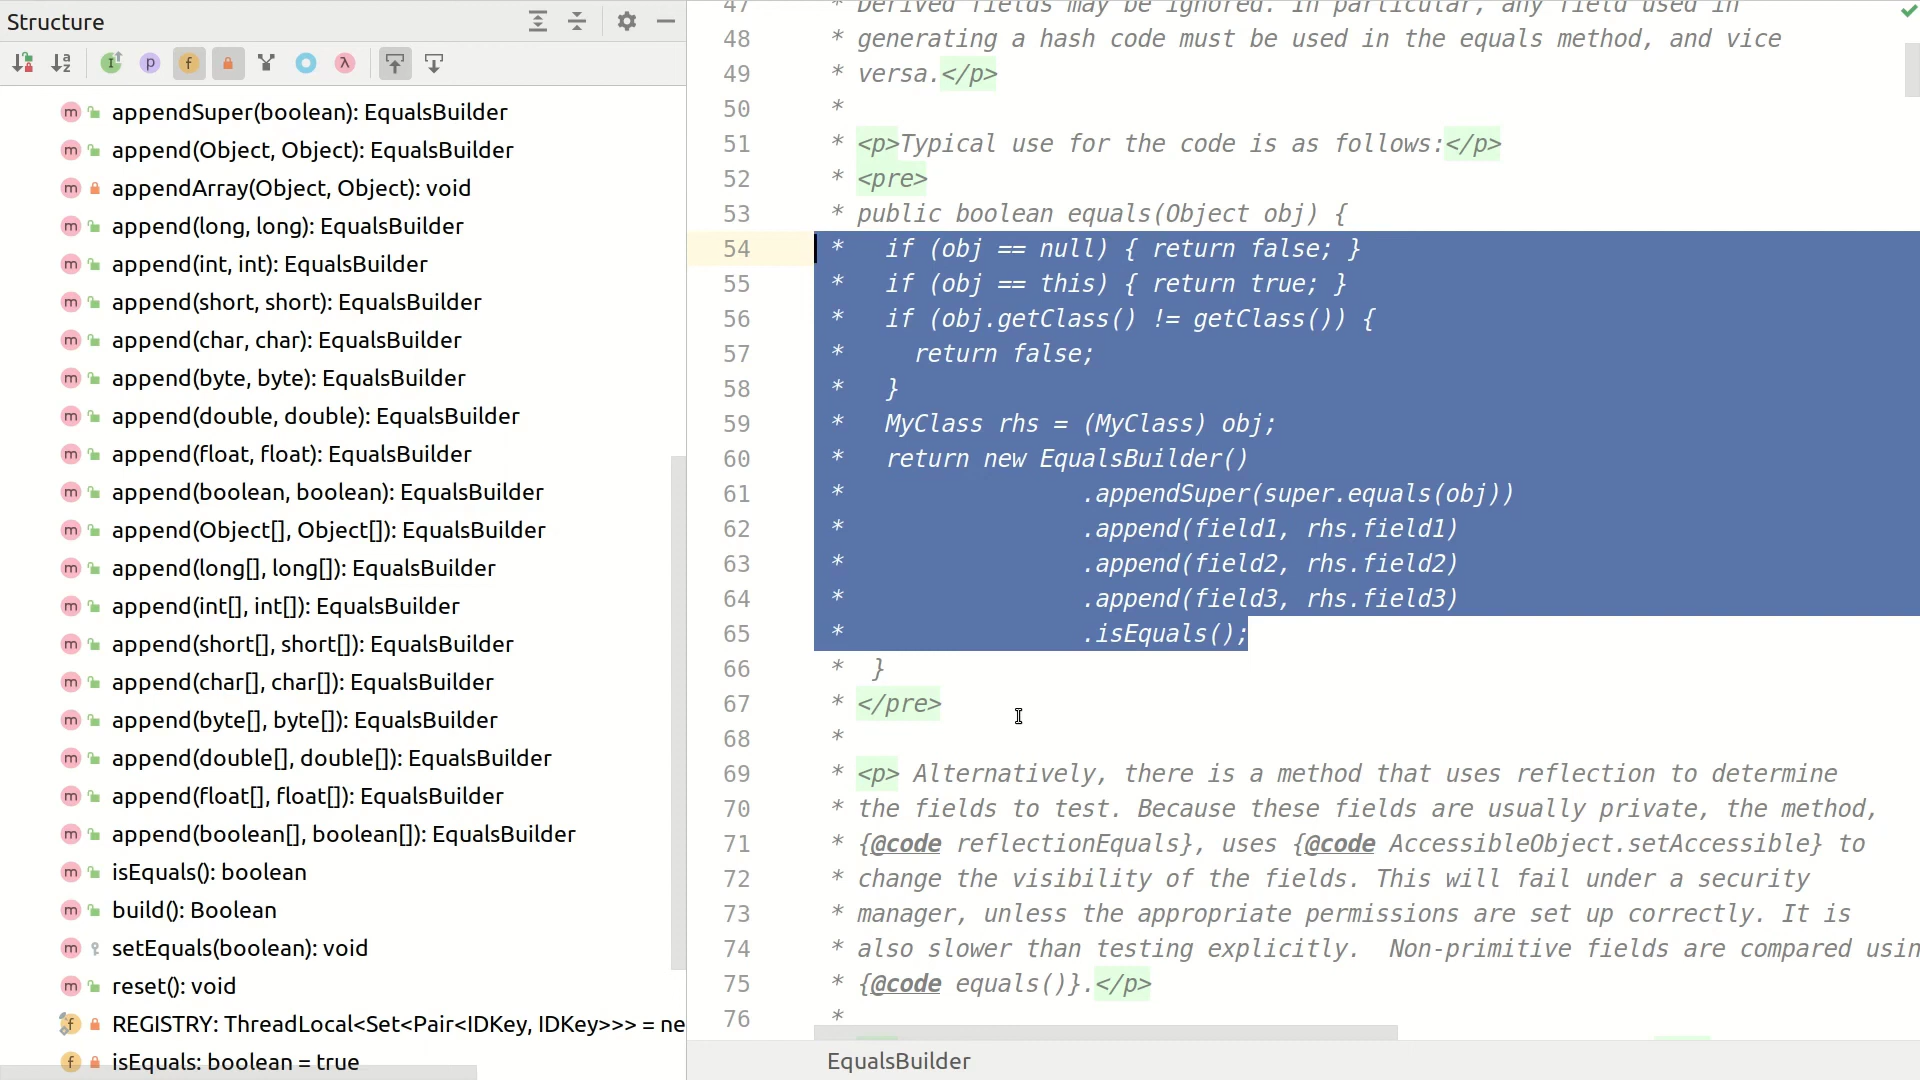 Structure
appendSuper(boolean): EqualsBuilder
append(Object, Object): EqualsBuilder
appendArray(Object, Object): void
append(long, long): EqualsBuilder
append(int, int): EqualsBuilder
append(short, short): EqualsBuilder
append(char, char): EqualsBuilder
append(byte, byte): EqualsBuilder
append(double, double): EqualsBuilder
append(float, float): EqualsBuilder
append(boolean, boolean): EqualsBuilder
append(Object[], Object[]): EqualsBuilder
append(long[], long[]): EqualsBuilder
append(int[], int[]): EqualsBuilder
append(short[], short[]): EqualsBuilder
append(char[], char[]): EqualsBuilder
append(byte[], byte[]): EqualsBuilder
append(double[], double[]): EqualsBuilder
append(float[], float[]): EqualsBuilder
append(boolean[], boolean[]): EqualsBuilder
isEquals(): boolean
build(): Boolean
setEquals(boolean): void
reset(): void
REGISTRY: ThreadLocal<Set<Pair<IDKey, IDKey>>> = ne
isEquals: boolean = true
47 * Derived fields may be ignored. In particular, any field used in
48 * generating a hash code must be used in the equals method, and vice
49 * versa.</p>
50 *
51 * <p>Typical use for the code is as follows:</p>
52 * <pre>
53 * public boolean equals(Object obj) {
54 *   if (obj == null) { return false; }
55 *   if (obj == this) { return true; }
56 *   if (obj.getClass() != getClass()) {
57 *     return false;
58 *   }
59 *   MyClass rhs = (MyClass) obj;
60 *   return new EqualsBuilder()
61 *                 .appendSuper(super.equals(obj))
62 *                 .append(field1, rhs.field1)
63 *                 .append(field2, rhs.field2)
64 *                 .append(field3, rhs.field3)
65 *                 .isEquals();
66 *  }
67 * </pre>
68 *
69 * <p> Alternatively, there is a method that uses reflection to determine
70 * the fields to test. Because these fields are usually private, the method,
71 * {@code reflectionEquals}, uses {@code AccessibleObject.setAccessible} to
72 * change the visibility of the fields. This will fail under a security
73 * manager, unless the appropriate permissions are set up correctly. It is
74 * also slower than testing explicitly.  Non-primitive fields are compared usin
75 * {@code equals()}.</p>
76 *
EqualsBuilder